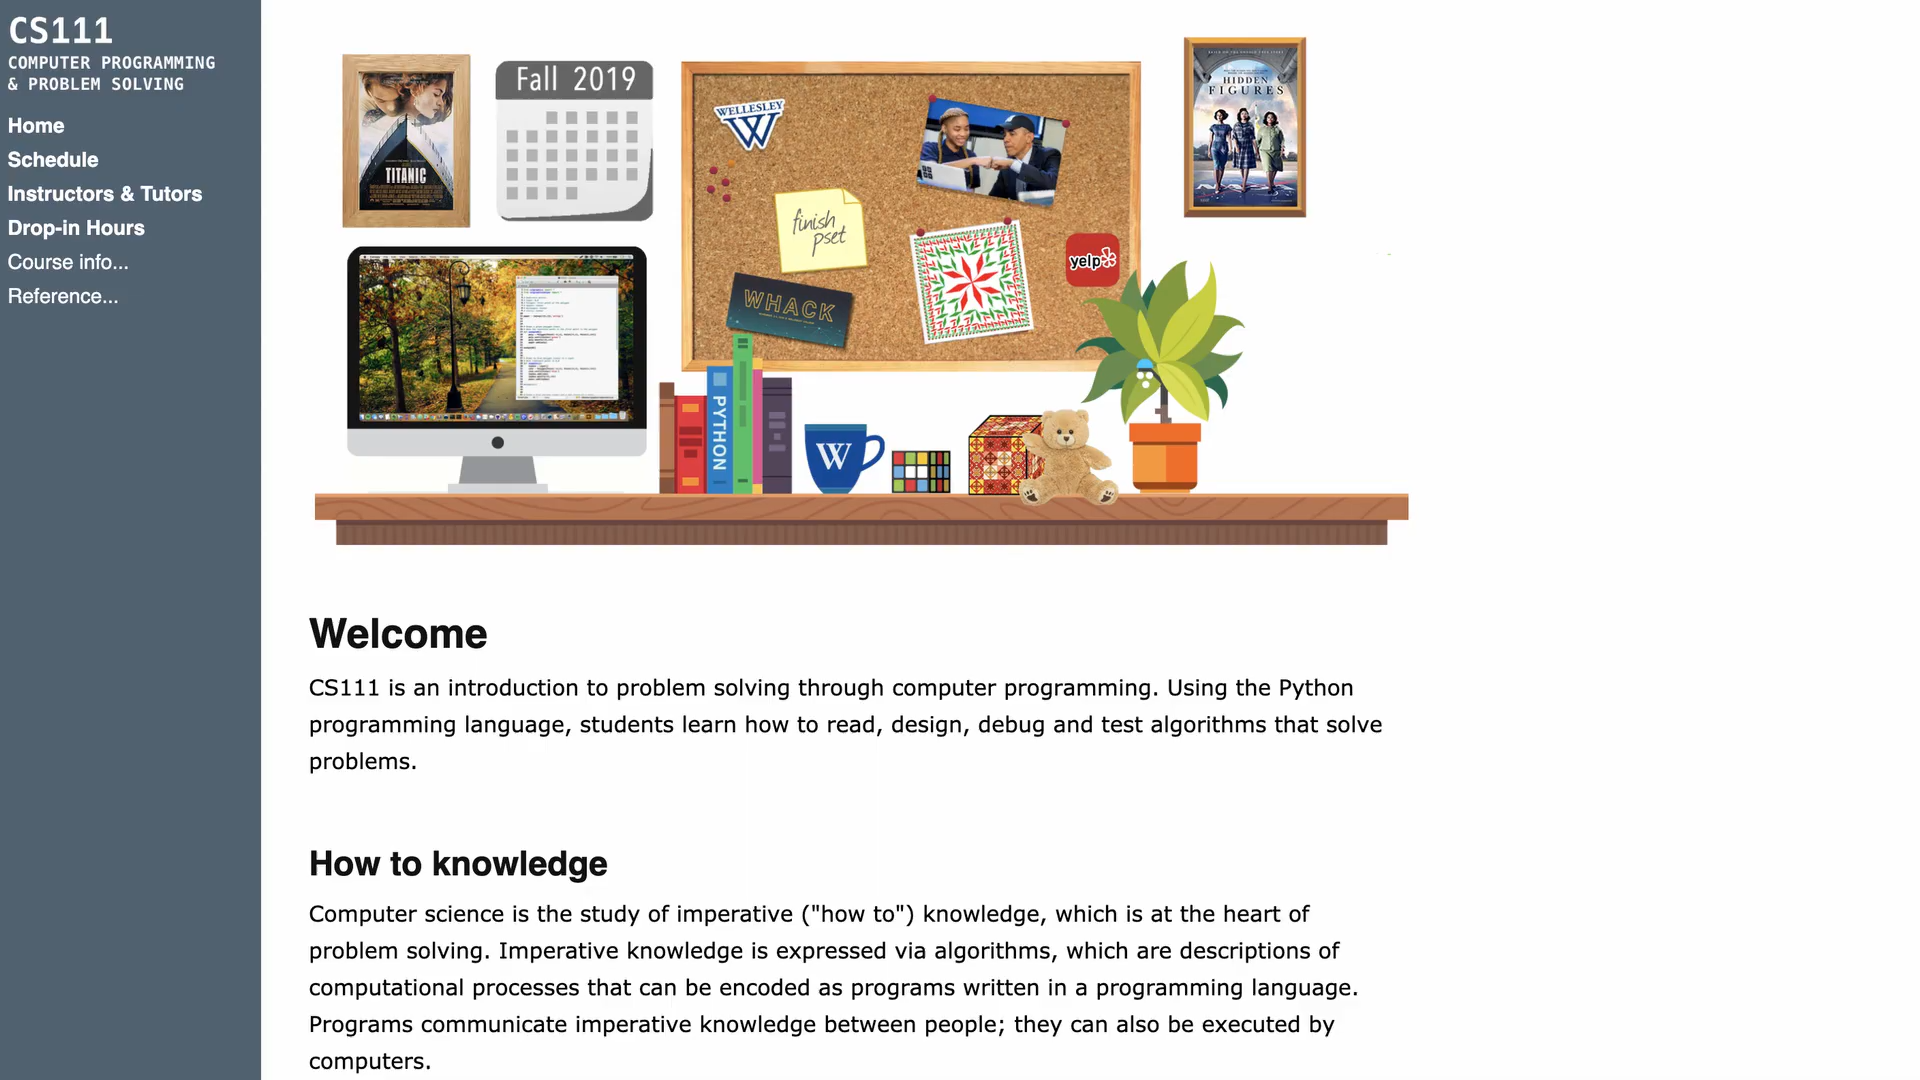 CS111
COMPUTER PROGRAMMING
& PROBLEM SOLVING
Home
Schedule
Instructors & Tutors
Drop-in Hours
Course info...
Reference...
TITANIC
Fall 2019
WELLESLEY
W
finish
pset
WHACK
yelp
HIDDEN
FIGURES
PYTHON
W
Welcome
CS111 is an introduction to problem solving through computer programming. Using the Python
programming language, students learn how to read, design, debug and test algorithms that solve
problems.
How to knowledge
Computer science is the study of imperative ("how to") knowledge, which is at the heart of
problem solving. Imperative knowledge is expressed via algorithms, which are descriptions of
computational processes that can be encoded as programs written in a programming language.
Programs communicate imperative knowledge between people; they can also be executed by
computers.